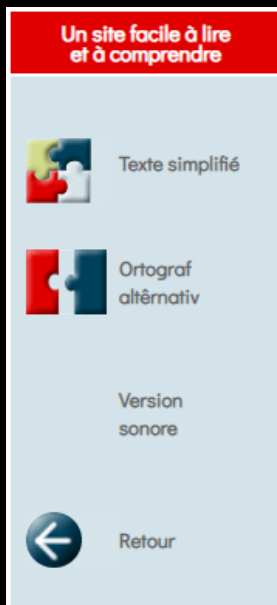 Un site facile à lire
et à comprendre
Texte simplifié
Ortograf
altêrnativ
Version
sonore
Retour